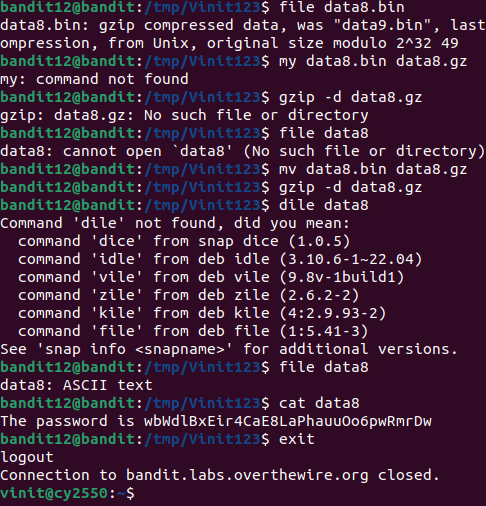 bandit12@bandit:/tmp/Vinit123$ file data8.bin
data8.bin: gzip compressed data, was "data9.bin", last
ompression, from Unix, original size modulo 2^32 49
bandit12@bandit:/tmp/Vinit123$ my data8.bin data8.gz
my: command not found
bandit12@bandit:/tmp/Vinit123$ gzip -d data8.gz
gzip: data8.gz: No such file or directory
bandit12@bandit:/tmp/Vinit123$ file data8
data8: cannot open `data8' (No such file or directory)
bandit12@bandit:/tmp/Vinit123$ mv data8.bin data8.gz
bandit12@bandit:/tmp/Vinit123$ gzip -d data8.gz
bandit12@bandit:/tmp/Vinit123$ dile data8
Command 'dile' not found, did you mean:
  command 'dice' from snap dice (1.0.5)
  command 'idle' from deb idle (3.10.6-1~22.04)
  command 'vile' from deb vile (9.8v-1build1)
  command 'zile' from deb zile (2.6.2-2)
  command 'kile' from deb kile (4:2.9.93-2)
  command 'file' from deb file (1:5.41-3)
See 'snap info <snapname>' for additional versions.
bandit12@bandit:/tmp/Vinit123$ file data8
data8: ASCII text
bandit12@bandit:/tmp/Vinit123$ cat data8
The password is wbWdlBxEir4CaE8LaPhauuOo6pwRmrDw
bandit12@bandit:/tmp/Vinit123$ exit
logout
Connection to bandit.labs.overthewire.org closed.
vinit@cy2550:~$